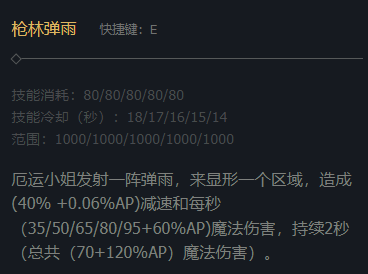 枪林弹雨 快捷键：E
技能消耗：80/80/80/80/80
技能冷却（秒）：18/17/16/15/14
范围：1000/1000/1000/1000/1000
厄运小姐发射一阵弹雨，来显形一个区域，造成
(40% +0.06%AP)减速和每秒
（35/50/65/80/95+60%AP)魔法伤害，持续2秒
（总共（70+120%AP）魔法伤害）。